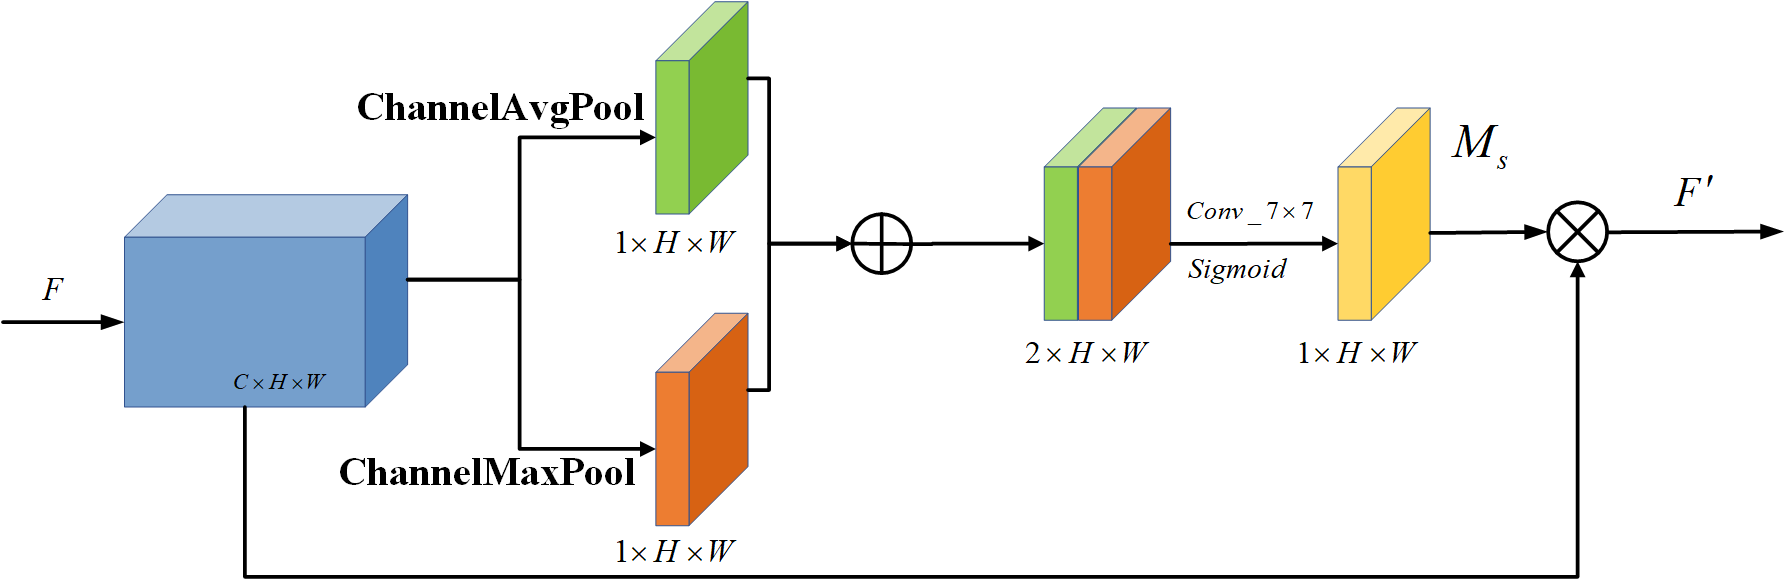 F
C × H × W
ChannelAvgPool
1 × H × W
ChannelMaxPool
1 × H × W
2 × H × W
Conv _ 7 × 7
Sigmoid
1 × H × W
M_s
F′